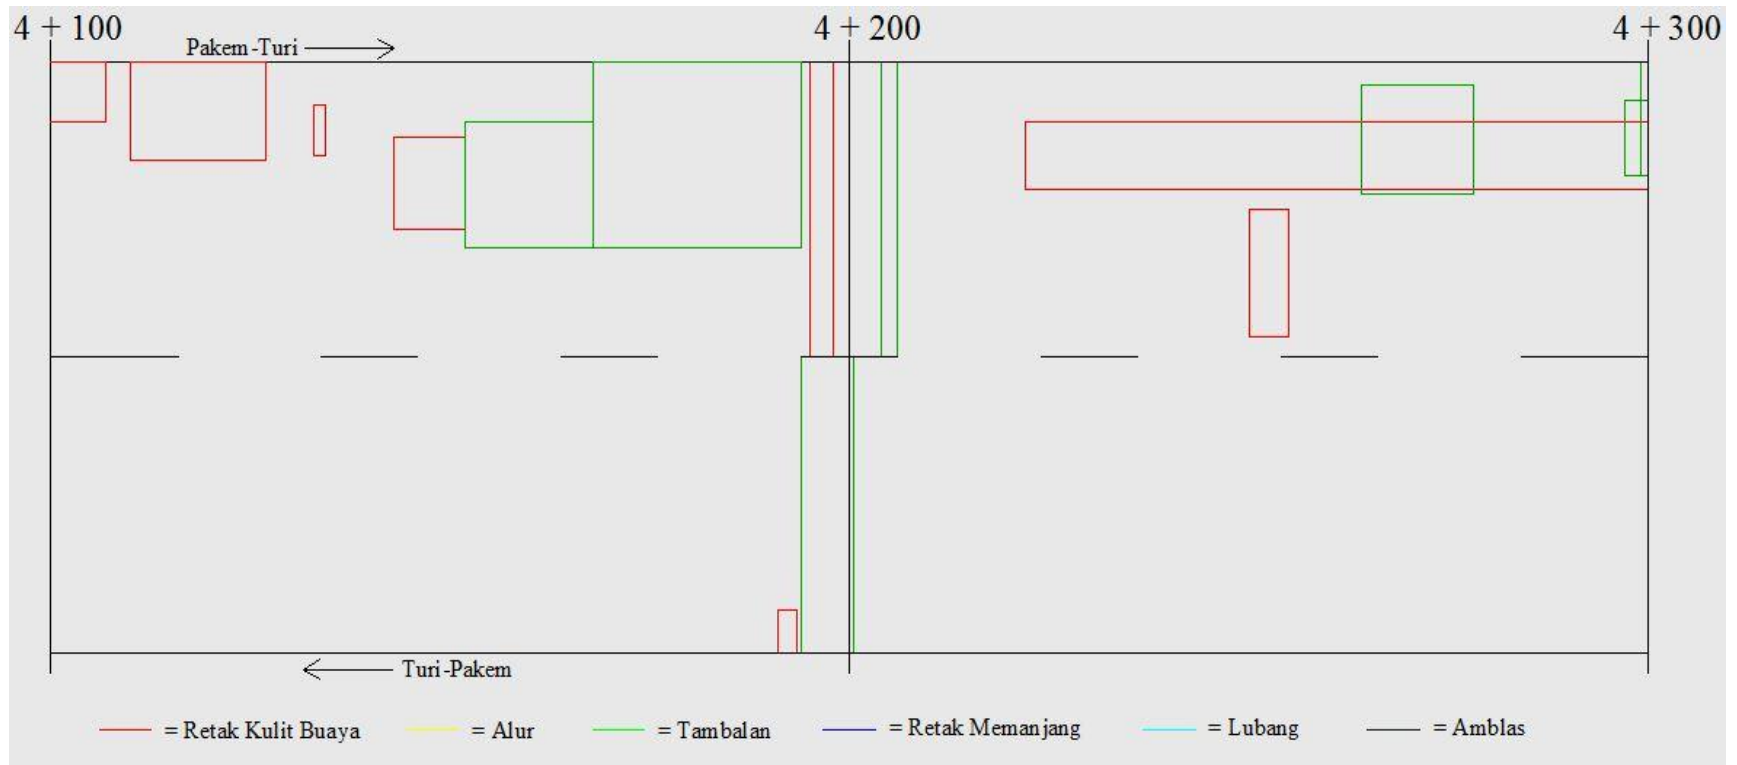 4 + 100 4 + 200 4 + 300
Pakem-Turi
Turi-Pakem
= Retak Kulit Buaya = Alur = Tambalan = Retak Memanjang = Lubang = Amblas